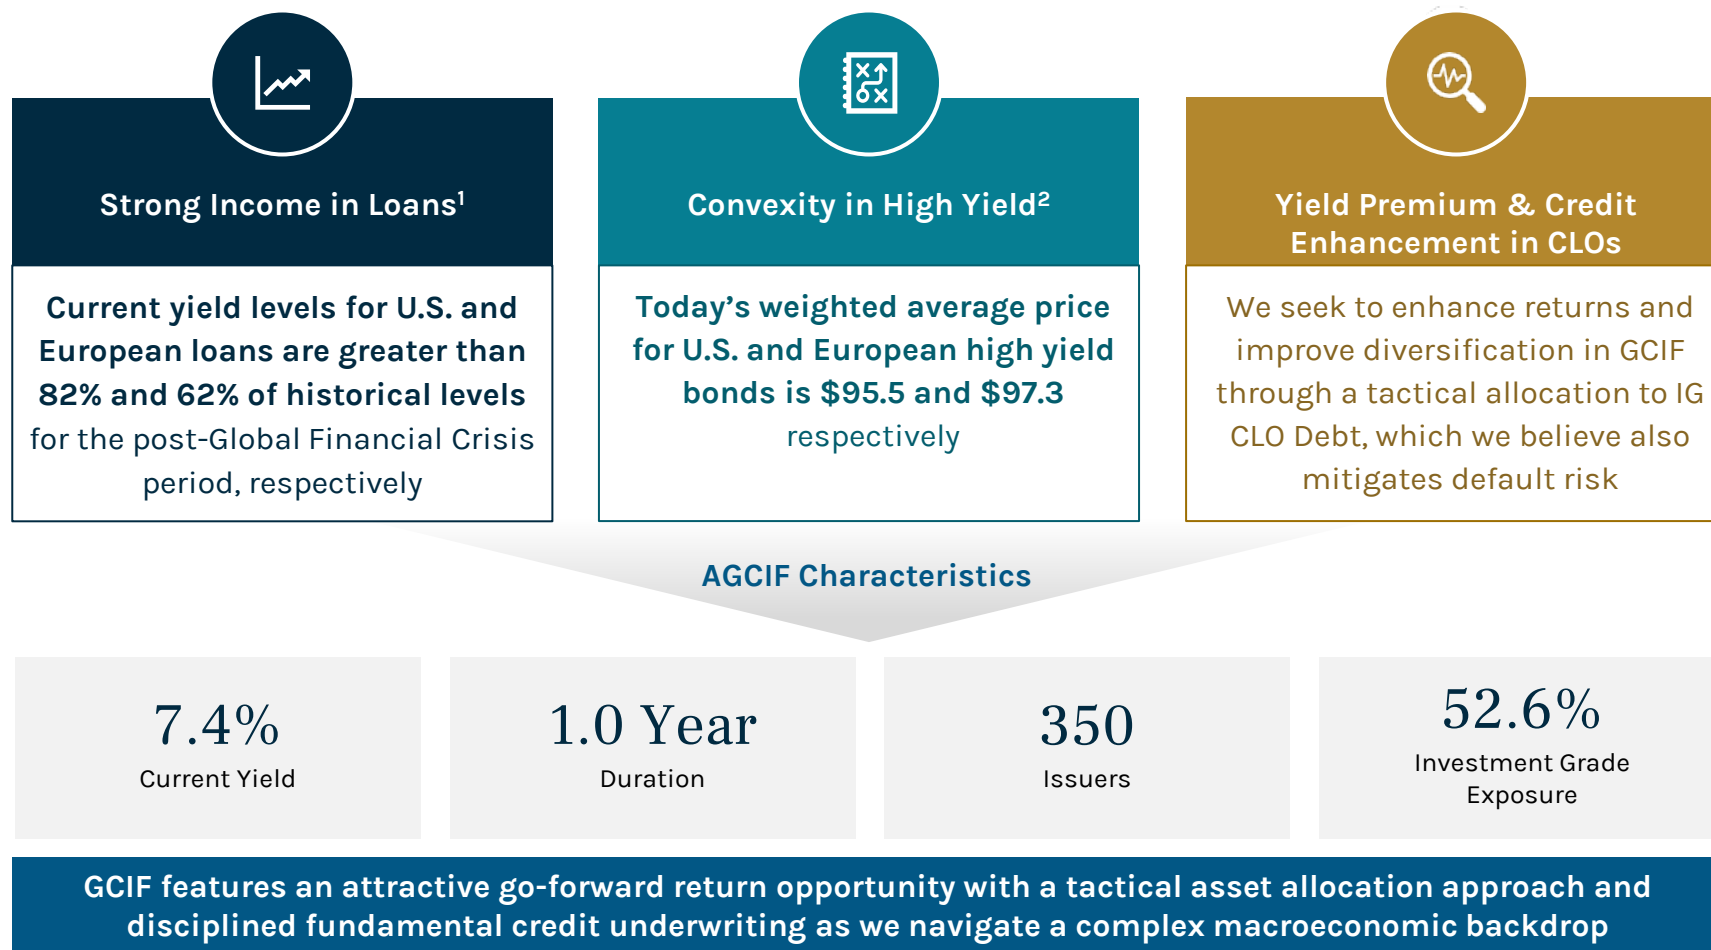 Strong Income in Loans¹
Current yield levels for U.S. and
European loans are greater than
82% and 62% of historical levels
for the post-Global Financial Crisis
period, respectively
Convexity in High Yield²
Today’s weighted average price
for U.S. and European high yield
bonds is $95.5 and $97.3
respectively
Yield Premium & Credit
Enhancement in CLOs
We seek to enhance returns and
improve diversification in GCIF
through a tactical allocation to IG
CLO Debt, which we believe also
mitigates default risk
AGCIF Characteristics
7.4%
Current Yield
1.0 Year
Duration
350
Issuers
52.6%
Investment Grade
Exposure
GCIF features an attractive go-forward return opportunity with a tactical asset allocation approach and
disciplined fundamental credit underwriting as we navigate a complex macroeconomic backdrop